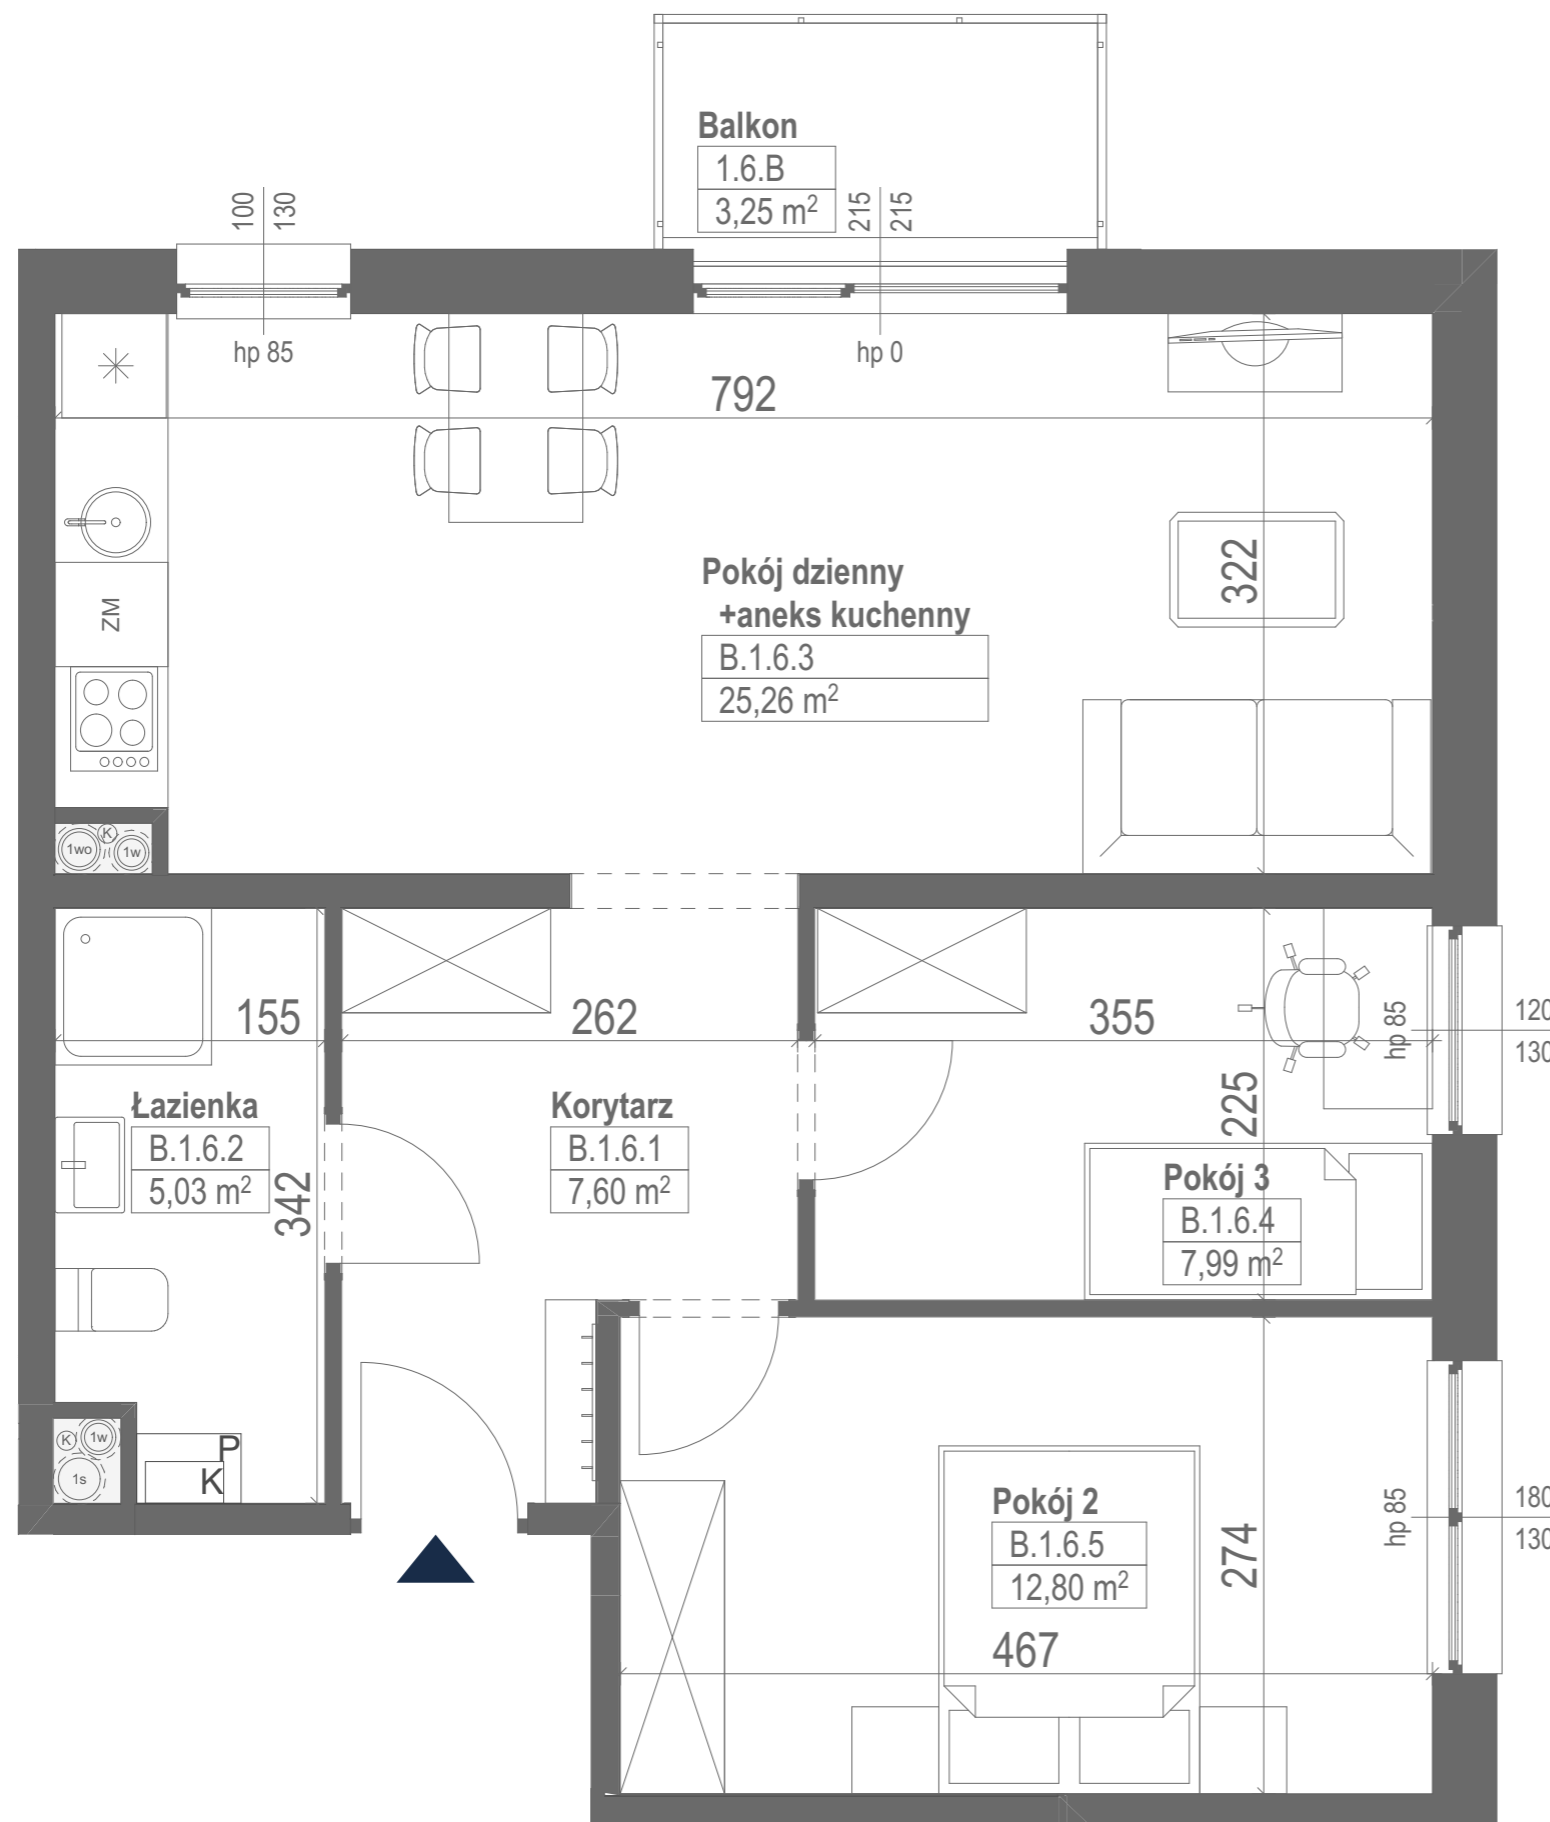 Balkon
1.6.B
3,25 m²
100
130
215
215
hp 85
hp 0
792
Pokój dzienny
+aneks kuchenny
B.1.6.3
25,26 m²
322
ZM
1wo
K
1w
155
262
355
hp 85
120
130
Łazienka
B.1.6.2
5,03 m²
342
Korytarz
B.1.6.1
7,60 m²
225
Pokój 3
B.1.6.4
7,99 m²
K
1w
1s
P
K
Pokój 2
B.1.6.5
12,80 m²
274
467
hp 85
180
130